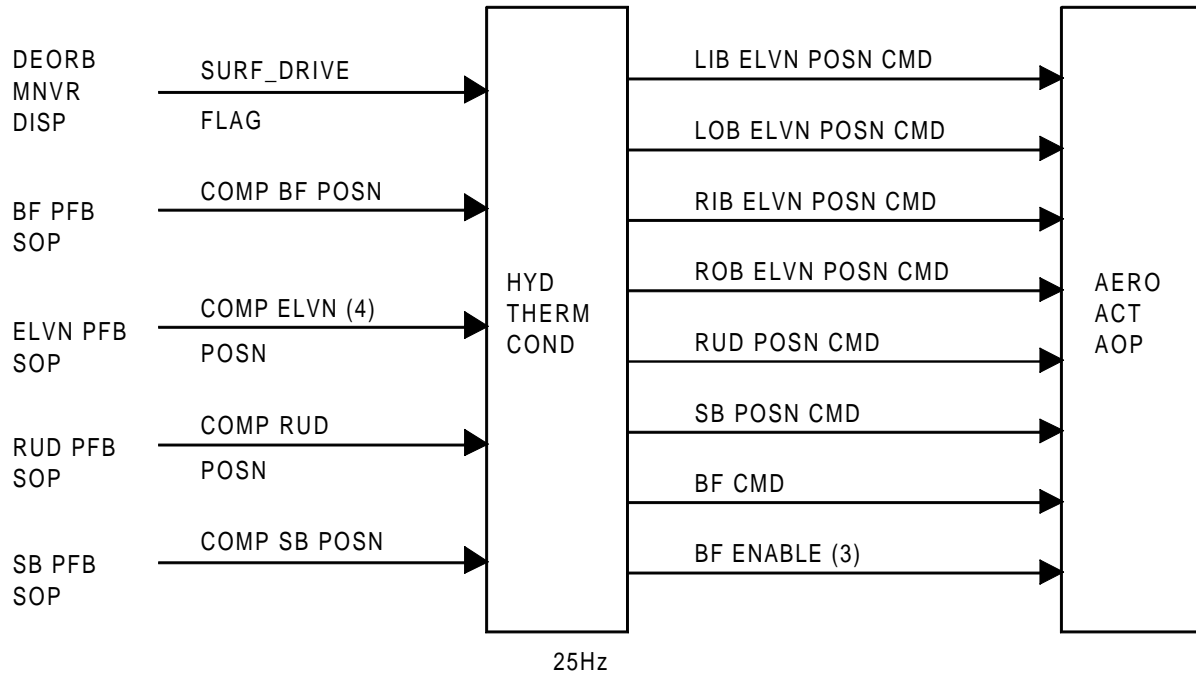 DEORB
MNVR
DISP
SURF_DRIVE
FLAG
BF PFB
SOP
COMP BF POSN
ELVN PFB
SOP
COMP ELVN (4)
POSN
RUD PFB
SOP
COMP RUD
POSN
SB PFB
SOP
COMP SB POSN
HYD
THERM
COND
25Hz
LIB ELVN POSN CMD
LOB ELVN POSN CMD
RIB ELVN POSN CMD
ROB ELVN POSN CMD
RUD POSN CMD
SB POSN CMD
BF CMD
BF ENABLE (3)
AERO
ACT
AOP